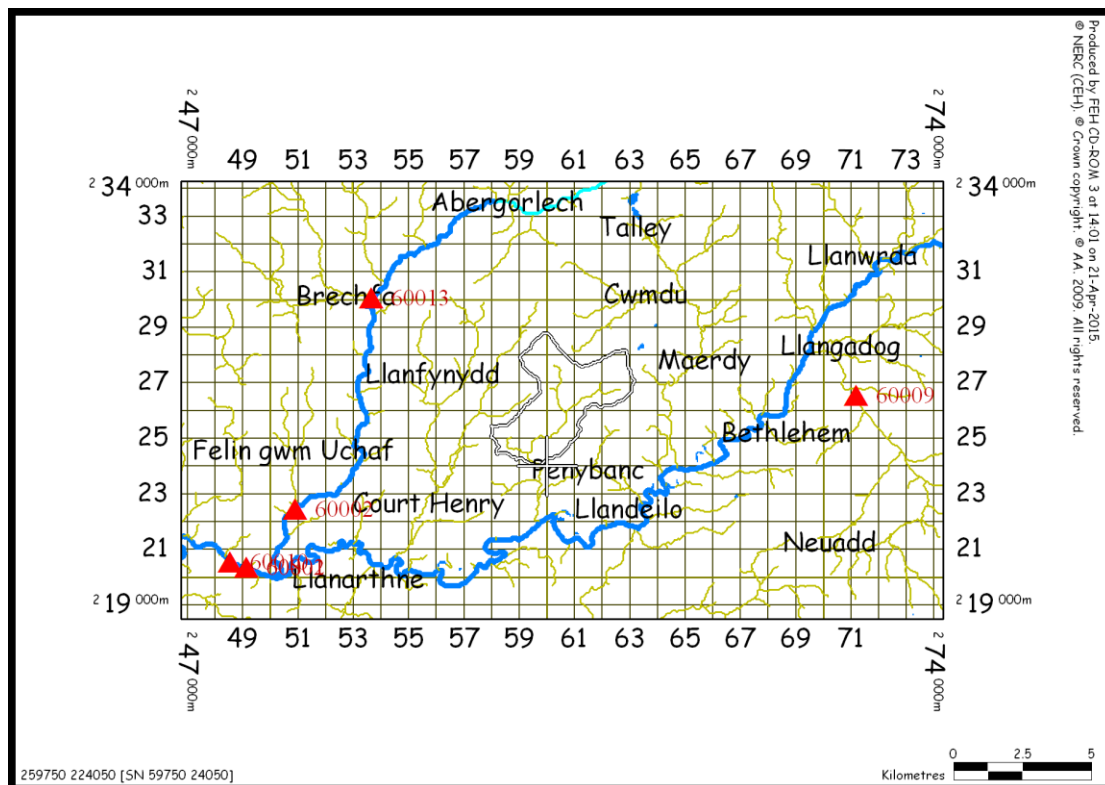 Produced by FEH CD-ROM 3 at 14:01 on 21-Apr-2015.
© NERC (CEH). © Crown copyright. © AA. 2009. All rights reserved.
2 47 000m
2 74 000m
49 51 53 55 57 59 61 63 65 67 69 71 73
2 34 000m
2 34 000m
33
33
Abergorlech
Talley
Llanwrda
31
31
Brechfa
60013
Cwmdu
29
29
Llangadog
Maerdy
Llanfynydd
27
27
60009
Bethlehem
25
25
Felin gwm Uchaf
Penybanc
23
23
60002
Court Henry
Llandeilo
Neuadd
21
21
Llanarthne
2 19 000m
2 19 000m
49 51 53 55 57 59 61 63 65 67 69 71
2 47 000m
2 74 000m
259750 224050 [SN 59750 24050]
Kilometres
0 2.5 5